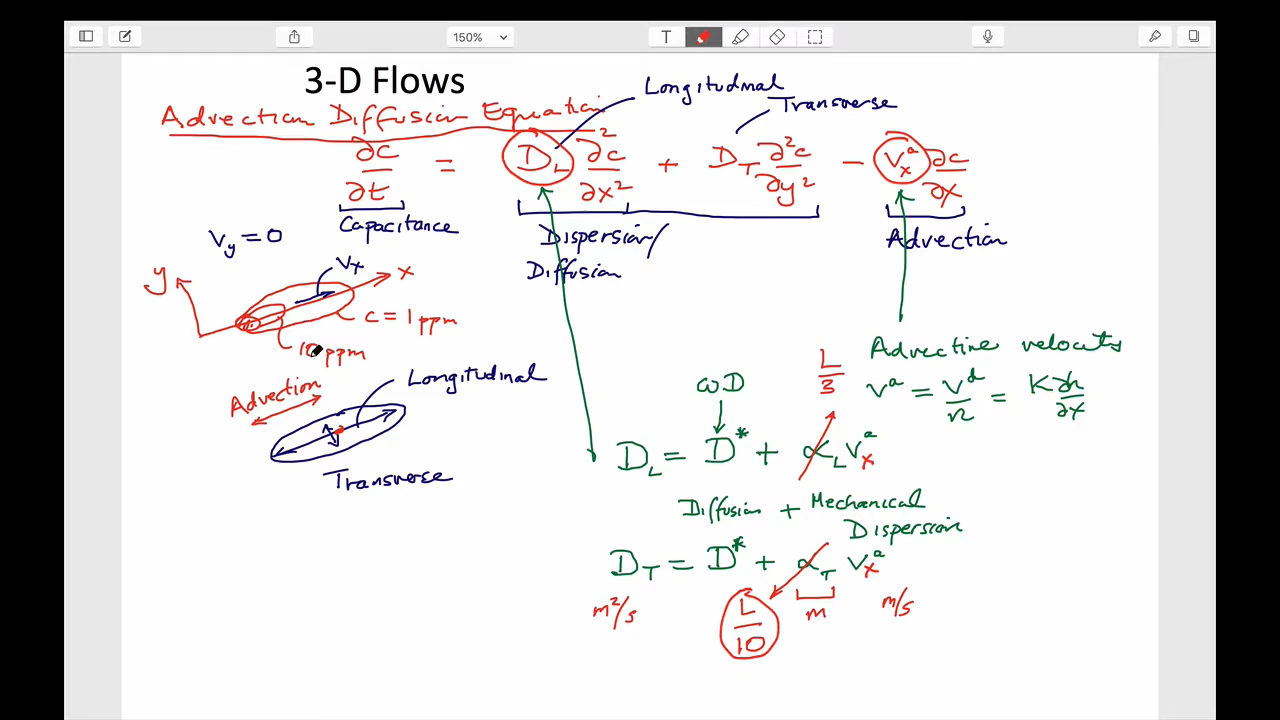 150%
T
3-D Flows
Advection Diffusion Equation
Longitudinal
Transverse
∂c/∂t = D_L ∂²c/∂x² + D_T ∂²c/∂y² − V_x^a ∂c/∂x
Capacitance
Dispersion/
Diffusion
Advection
V_y = 0
y
V_x
x
c = 1 ppm
ppm
Advection
Longitudinal
Transverse
Advective velocity
V^a = V^d/n = K ∂h/∂x
L/3
ωD
D_L = D* + α_L V_x^a
Diffusion + Mechanical
Dispersion
D_T = D* + α_T V_x^a
m²/s
L/10
m
m/s